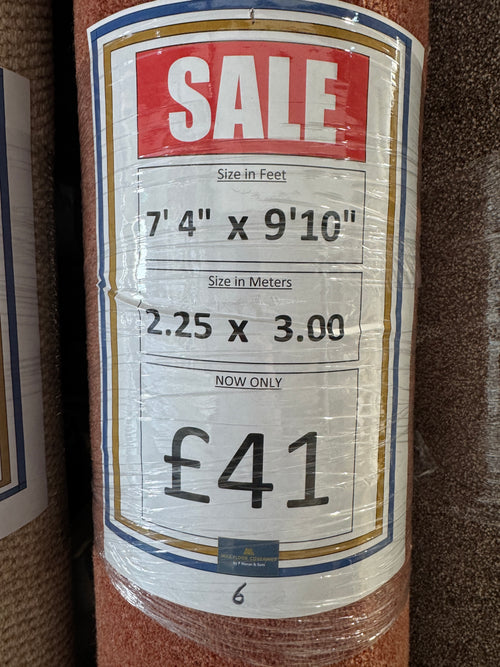 SALE
Size in Feet
7' 4" x 9'10"
Size in Meters
2.25 x 3.00
NOW ONLY
£41
6